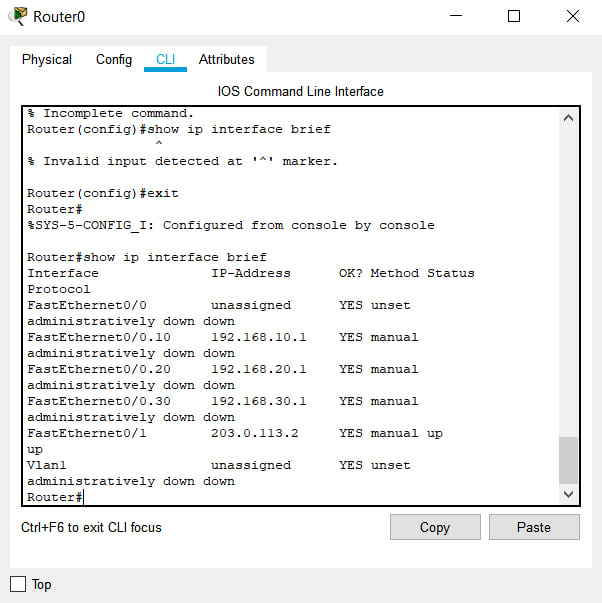 Router0
Physical Config CLI Attributes
IOS Command Line Interface
% Incomplete command.
Router(config)#show ip interface brief
^
% Invalid input detected at '^' marker.
Router(config)#exit
Router#
%SYS-5-CONFIG_I: Configured from console by console
Router#show ip interface brief
Interface IP-Address OK? Method Status
Protocol
FastEthernet0/0 unassigned YES unset
administratively down down
FastEthernet0/0.10 192.168.10.1 YES manual
administratively down down
FastEthernet0/0.20 192.168.20.1 YES manual
administratively down down
FastEthernet0/0.30 192.168.30.1 YES manual
administratively down down
FastEthernet0/1 203.0.113.2 YES manual up
up
Vlan1 unassigned YES unset
administratively down down
Router#
Ctrl+F6 to exit CLI focus Copy Paste
Top